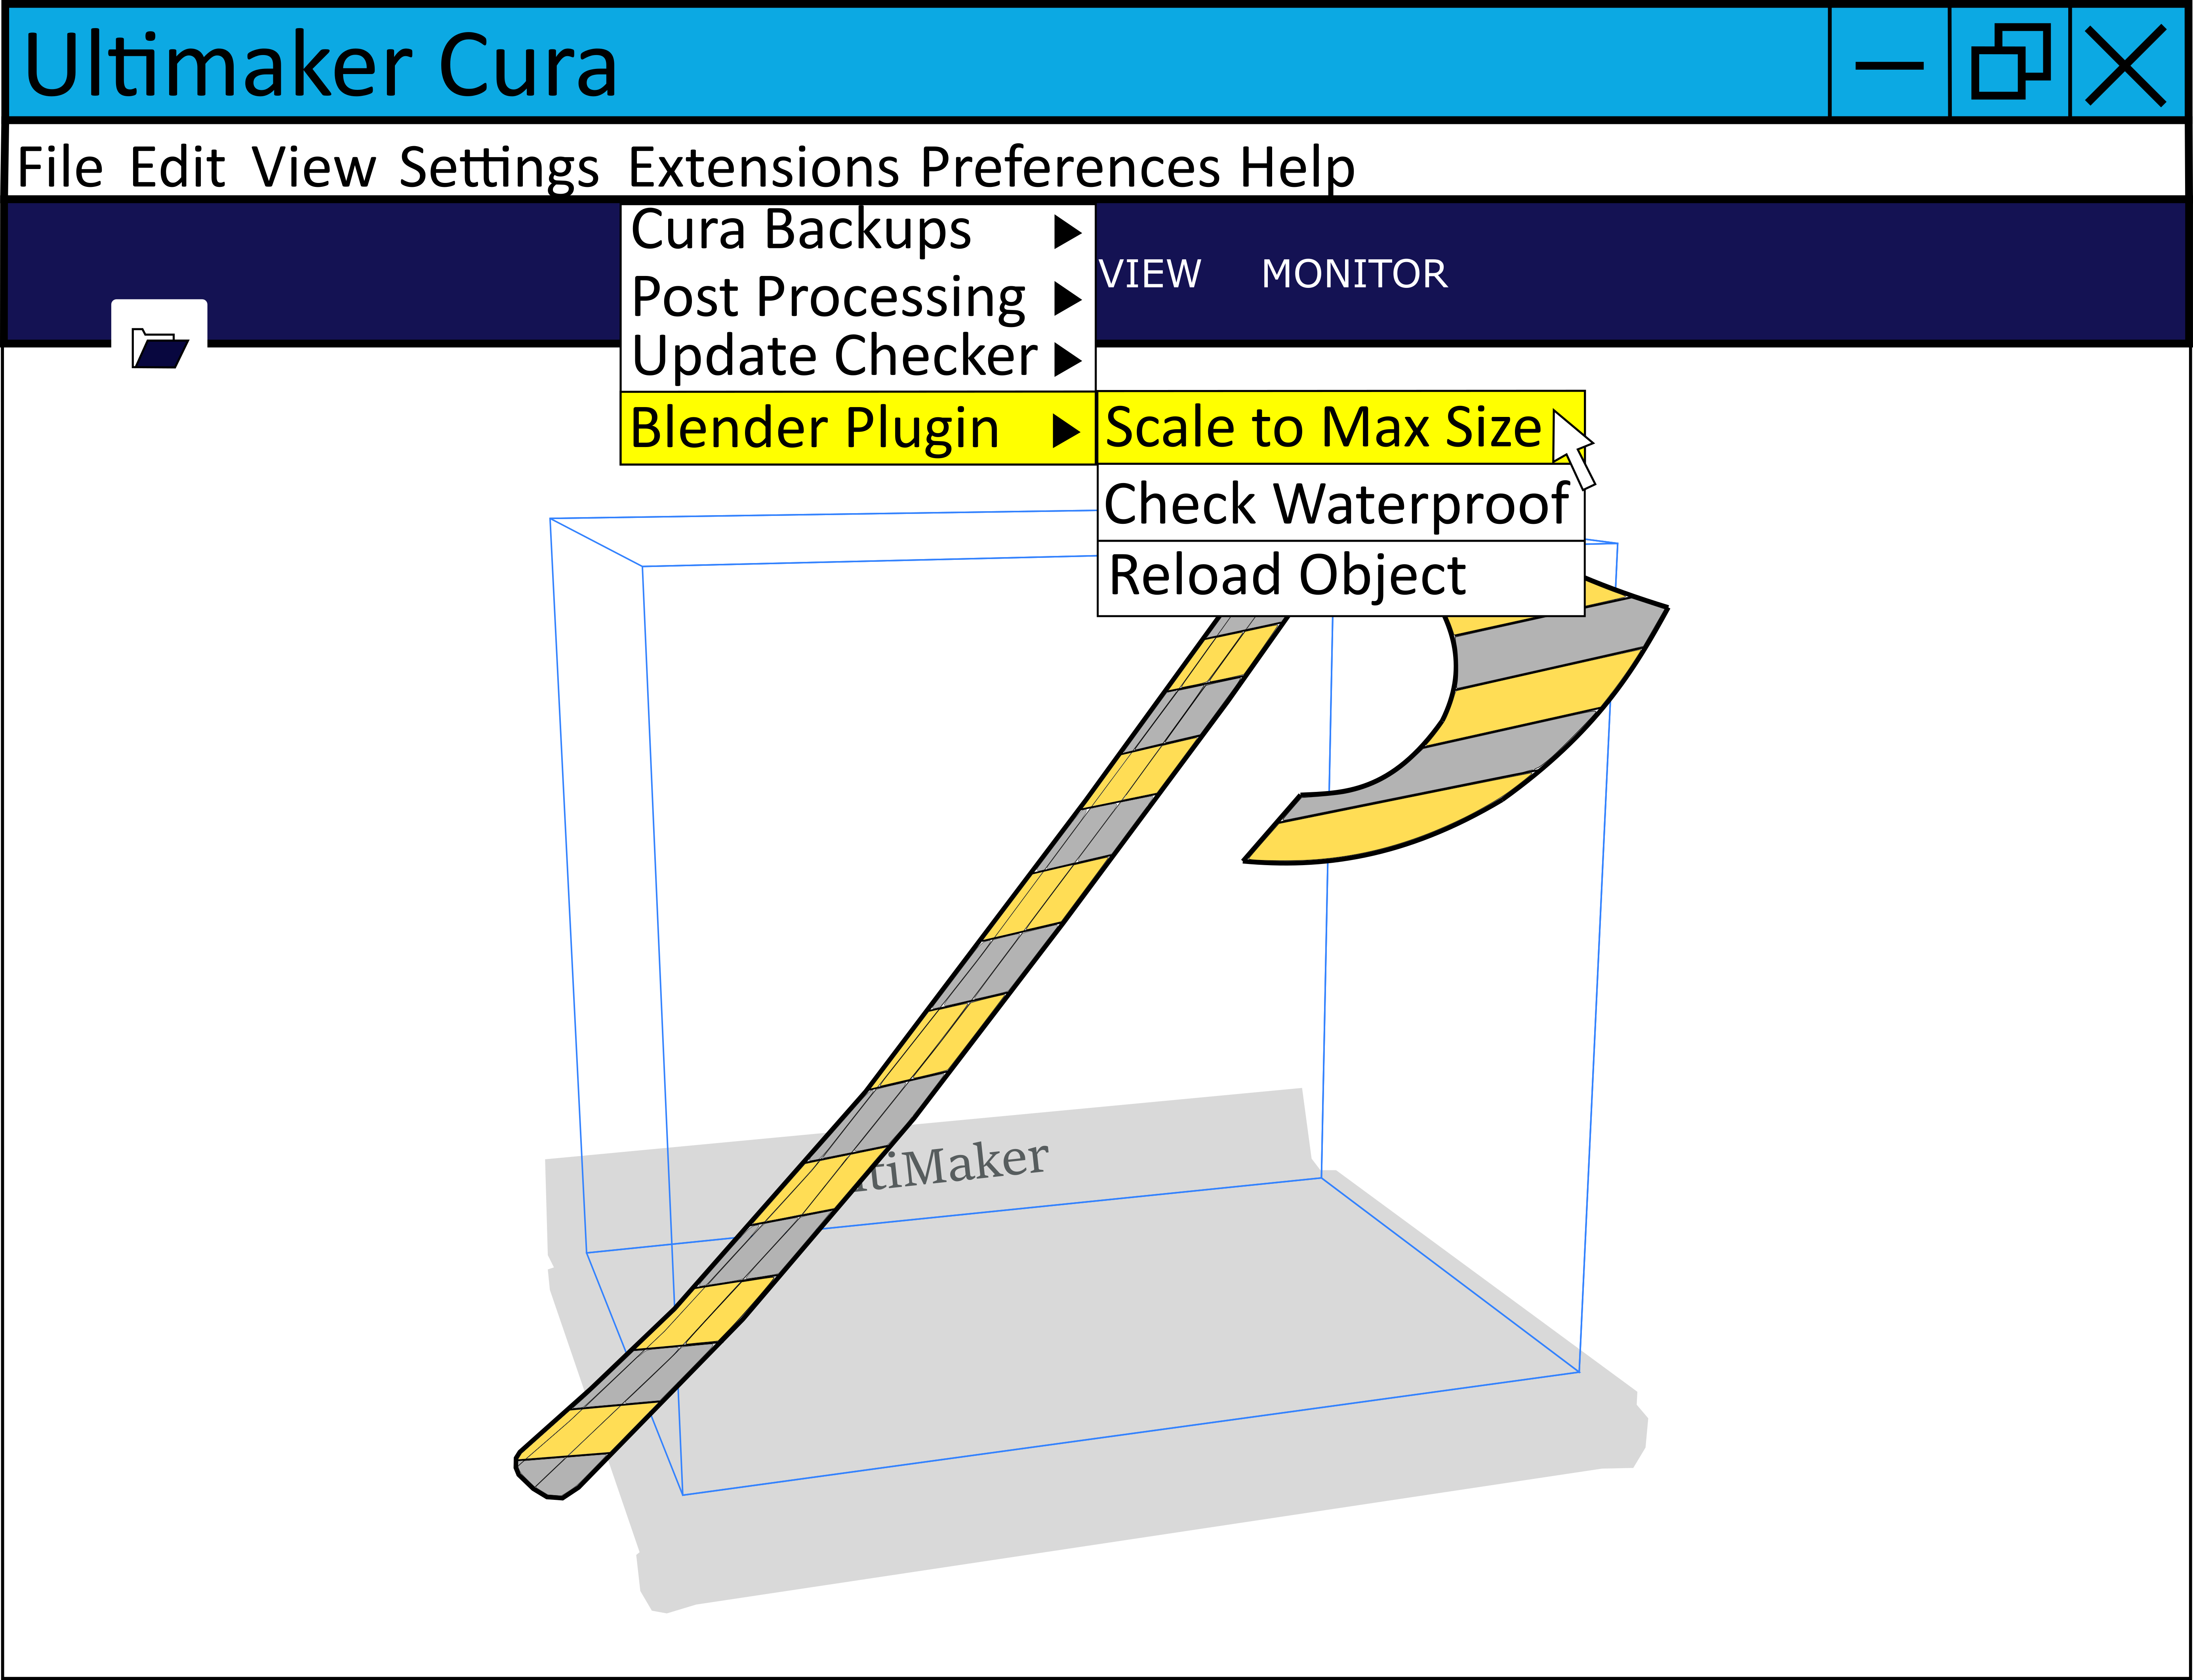 Ultimaker Cura
File Edit View Settings Extensions Preferences Help
Cura Backups
VIEW MONITOR
Post Processing
Update Checker
Blender Plugin
Scale to Max Size
Check Waterproof
Reload Object
tiMaker